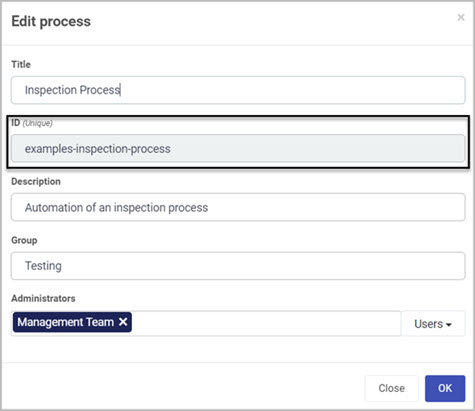 Edit process ×
Title
Inspection Process
ID (Unique)
examples-inspection-process
Description
Automation of an inspection process
Group
Testing
Administrators
Management Team × Users
Close OK